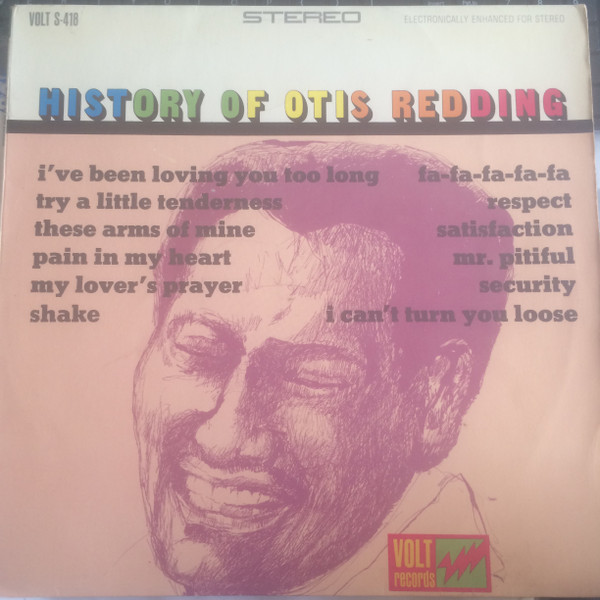 VOLT S-418
STEREO
ELECTRONICALLY ENHANCED FOR STEREO
HISTORY OF OTIS REDDING
i've been loving you too long fa-fa-fa-fa-fa
try a little tenderness respect
these arms of mine satisfaction
pain in my heart mr. pitiful
my lover's prayer security
shake i can't turn you loose
VOLT
records